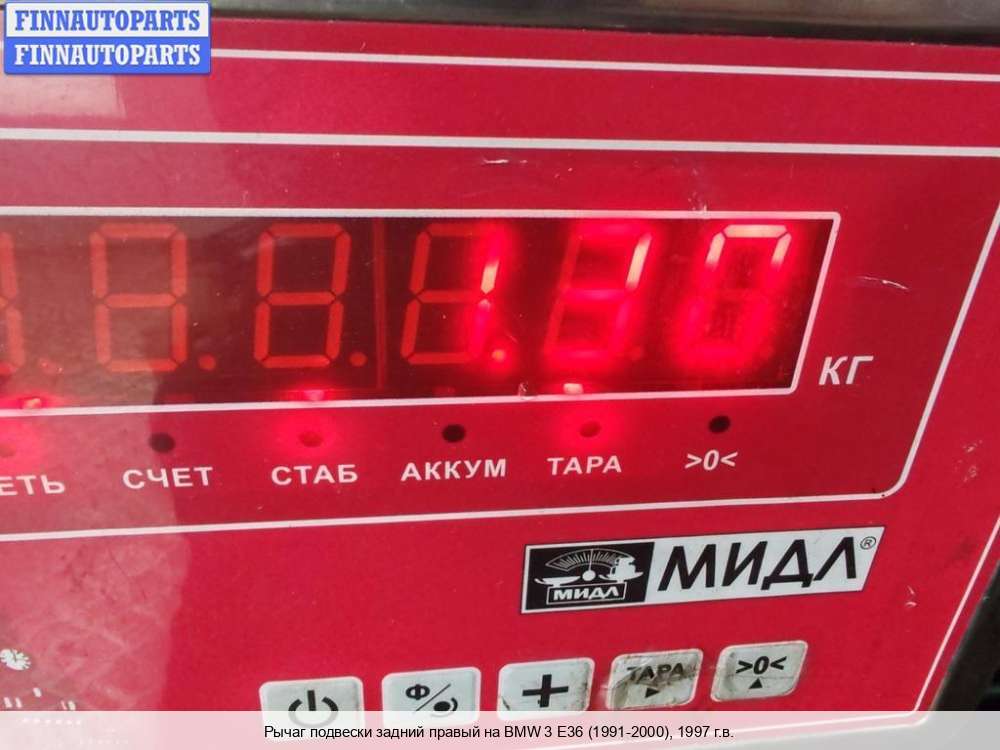 FINNAUTOPARTS
FINNAUTOPARTS
КГ
ЕТЬ СЧЕТ СТАБ АККУМ ТАРА >0<
МИДЛ МИДЛ®
Ф
+
ТАРА
>0<
Рычаг подвески задний правый на BMW 3 E36 (1991-2000), 1997 г.в.